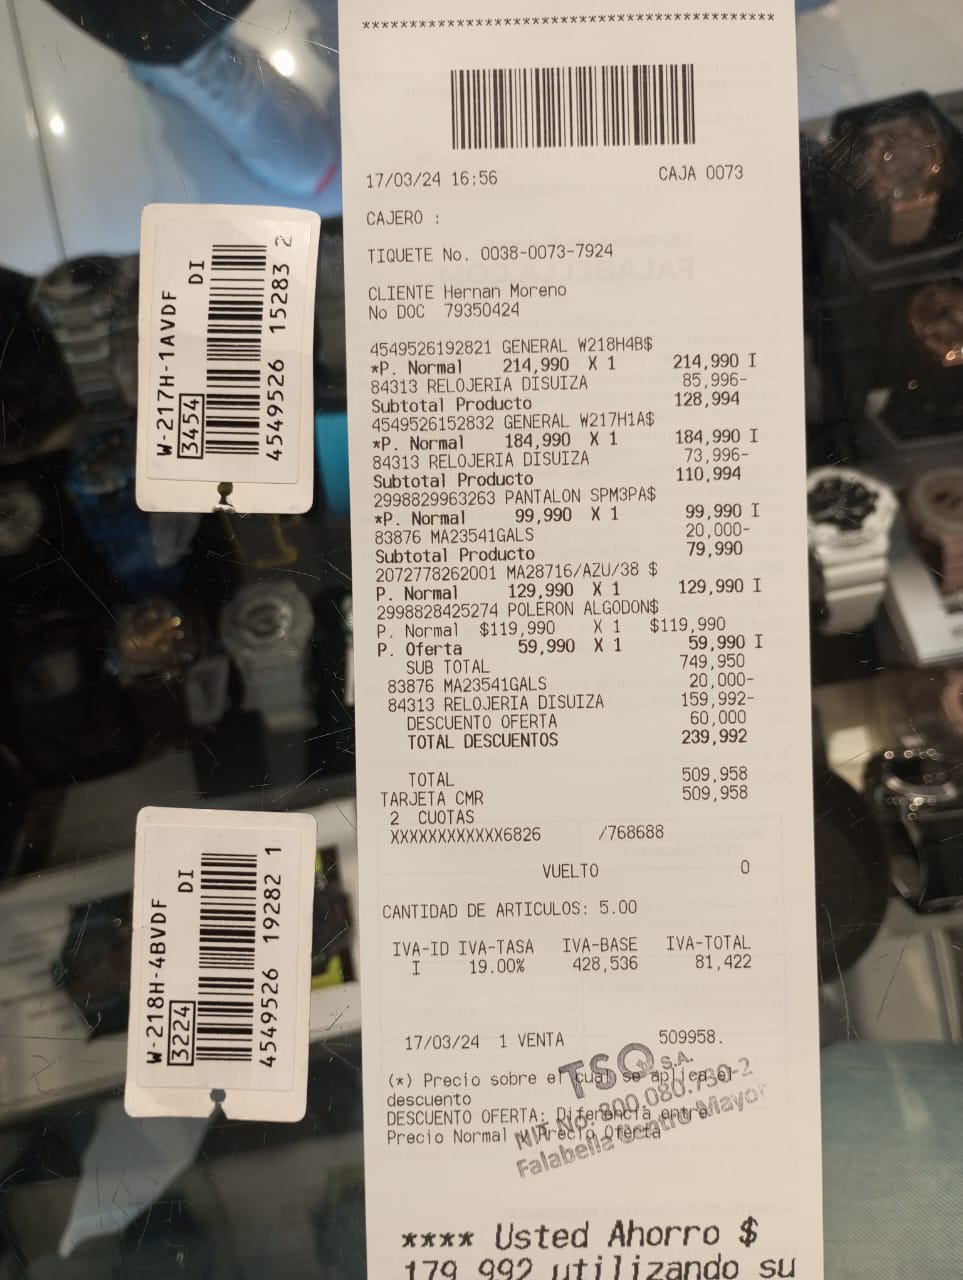 ***************************************
17/03/24 16:56 CAJA 0073
CAJERO :
TIQUETE No. 0038-0073-7924
CLIENTE Hernan Moreno
No DOC 79350424
4549526192821 GENERAL W218H4B$
*P. Normal 214,990 X 1 214,990 I
84313 RELOJERIA DISUIZA 85,996-
Subtotal Producto 128,994
4549526152832 GENERAL W217H1A$
*P. Normal 184,990 X 1 184,990 I
84313 RELOJERIA DISUIZA 73,996-
Subtotal Producto 110,994
2998829963263 PANTALON SPM3PA$
*P. Normal 99,990 X 1 99,990 I
83876 MA23541GALS 20,000-
Subtotal Producto 79,990
2072778262001 MA28716/AZU/38 $
P. Normal 129,990 X 1 129,990 I
2998828425274 POLERON ALGODON$
P. Normal $119,990 X 1 $119,990
P. Oferta 59,990 X 1 59,990 I
SUB TOTAL 749,950
83876 MA23541GALS 20,000-
84313 RELOJERIA DISUIZA 159,992-
DESCUENTO OFERTA 60,000
TOTAL DESCUENTOS 239,992
TOTAL 509,958
TARJETA CMR 509,958
2 CUOTAS
XXXXXXXXXXXX6826 /768688
VUELTO 0
CANTIDAD DE ARTICULOS: 5.00
IVA-ID IVA-TASA IVA-BASE IVA-TOTAL
I 19.00% 428,536 81,422
17/03/24 1 VENTA 509958.
(*) Precio sobre el cual se aplica el
descuento
DESCUENTO OFERTA: Diferencia entre
Precio Normal y Precio Oferta
TSO S.A.
NIT No. 800.080.730-2
Falabella Centro Mayor
**** Usted Ahorro $
179,992 utilizando su
W-217H-1AVDF DI
3454
4549526 15283 2
W-218H-4BVDF DI
3224
4549526 19282 1